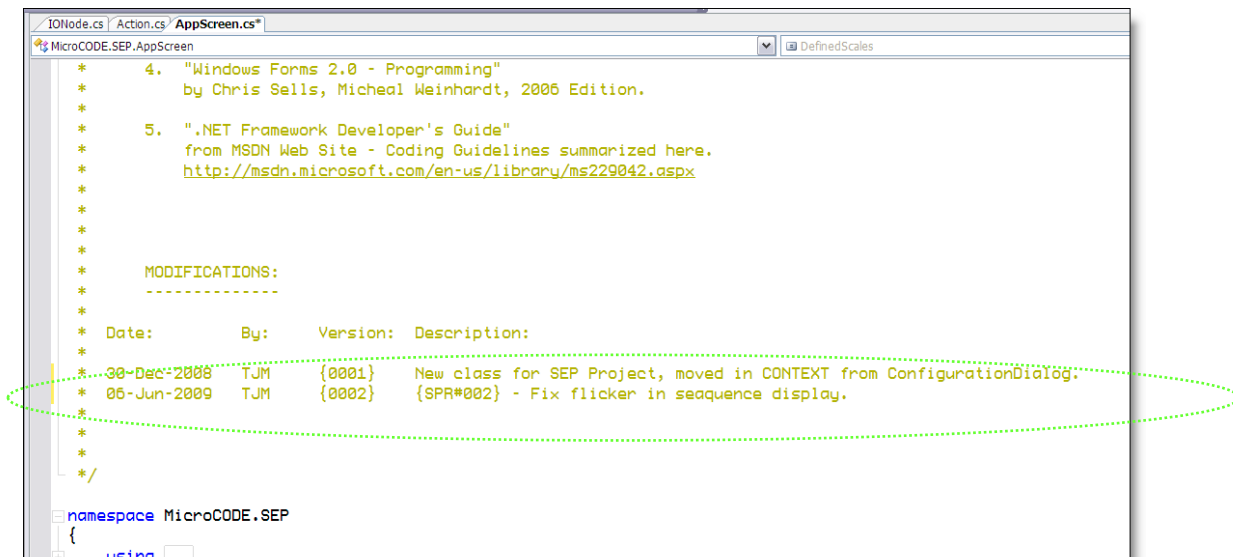 IONode.cs Action.cs AppScreen.cs*
MicroCODE.SEP.AppScreen DefinedScales
* 4. "Windows Forms 2.0 - Programming"
* by Chris Sells, Micheal Weinhardt, 2006 Edition.
*
* 5. ".NET Framework Developer's Guide"
* from MSDN Web Site - Coding Guidelines summarized here.
* http://msdn.microsoft.com/en-us/library/ms229042.aspx
*
*
*
*
* MODIFICATIONS:
* --------------
*
* Date: By: Version: Description:
*
* 30-Dec-2008 TJM {0001} New class for SEP Project, moved in CONTEXT from ConfigurationDialog.
* 06-Jun-2009 TJM {0002} {SPR#002} - Fix flicker in seaquence display.
*
*
*
*/
namespace MicroCODE.SEP
{
using ...